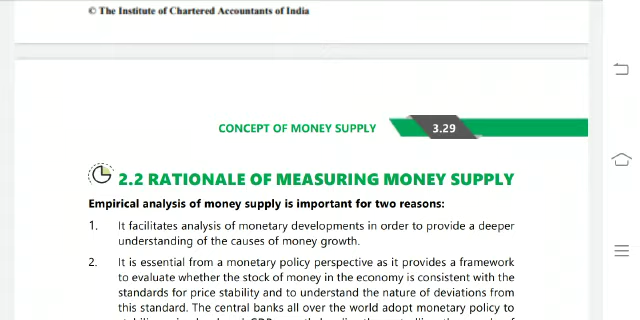 © The Institute of Chartered Accountants of India
CONCEPT OF MONEY SUPPLY 3.29
2.2 RATIONALE OF MEASURING MONEY SUPPLY
Empirical analysis of money supply is important for two reasons:
1. It facilitates analysis of monetary developments in order to provide a deeper
understanding of the causes of money growth.
2. It is essential from a monetary policy perspective as it provides a framework
to evaluate whether the stock of money in the economy is consistent with the
standards for price stability and to understand the nature of deviations from
this standard. The central banks all over the world adopt monetary policy to